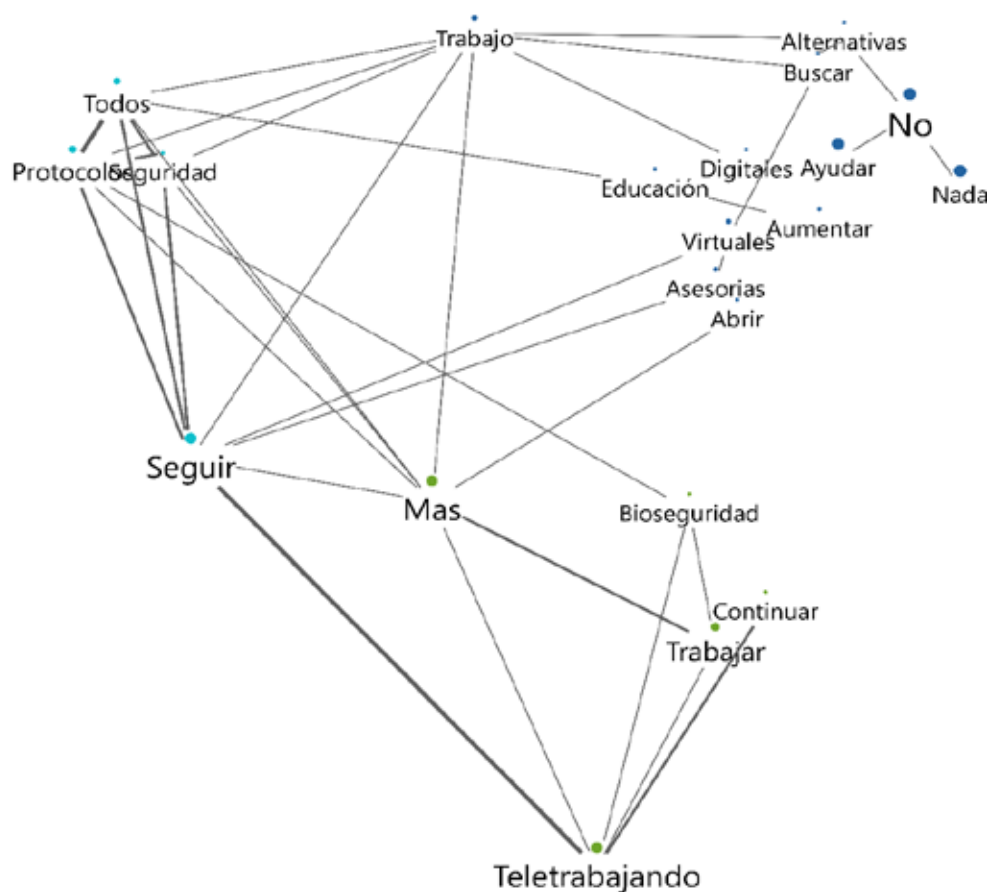 Trabajo
Alternativas
Buscar
Todos
No
Protocolos
Seguridad
Digitales
Ayudar
Educación
Nada
Aumentar
Virtuales
Asesorias
Abrir
Seguir
Mas
Bioseguridad
Continuar
Trabajar
Teletrabajando